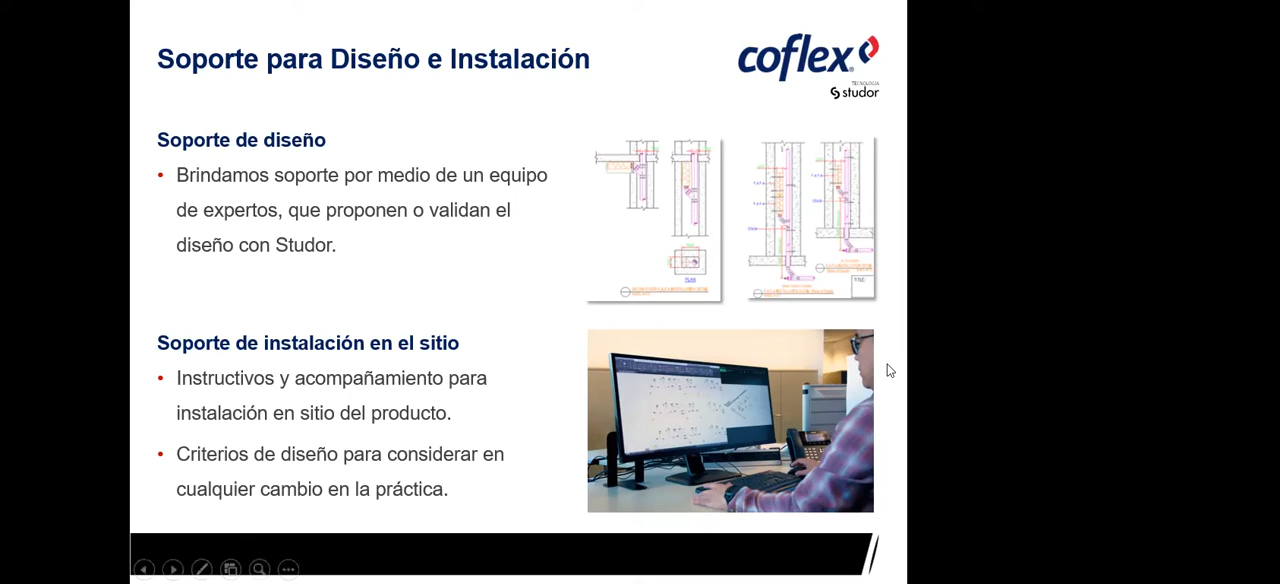 Soporte para Diseño e Instalación
coflex
TECNOLOGÍA
studor
Soporte de diseño
• Brindamos soporte por medio de un equipo
de expertos, que proponen o validan el
diseño con Studor.
PLAN
TITLE:
Soporte de instalación en el sitio
• Instructivos y acompañamiento para
instalación en sitio del producto.
• Criterios de diseño para considerar en
cualquier cambio en la práctica.